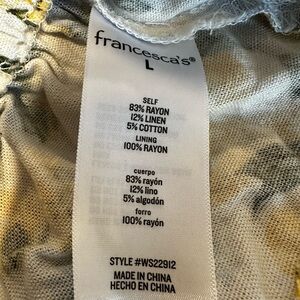 francesca's®
L
SELF
83% RAYON
12% LINEN
5% COTTON
LINING
100% RAYON
cuerpo
83% rayón
12% lino
5% algodón
forro
100% rayón
STYLE #WS22912
MADE IN CHINA
HECHO EN CHINA